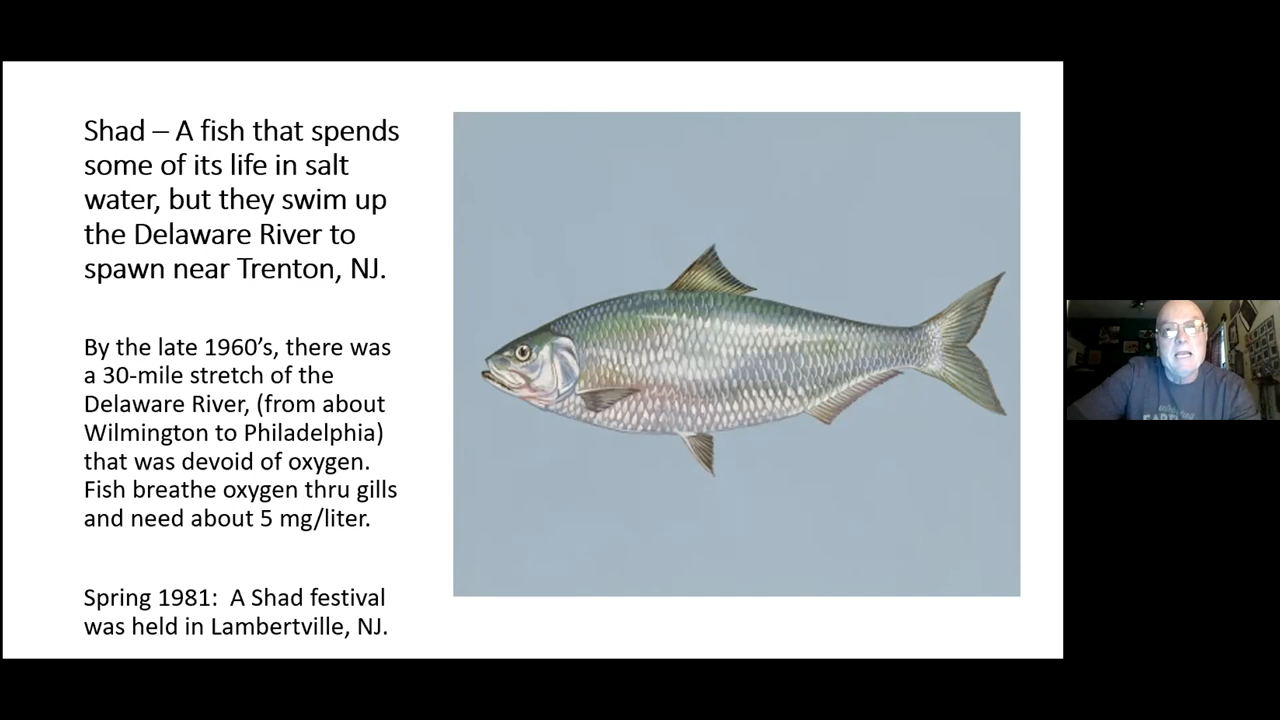 Shad – A fish that spends
some of its life in salt
water, but they swim up
the Delaware River to
spawn near Trenton, NJ.
By the late 1960’s, there was
a 30-mile stretch of the
Delaware River, (from about
Wilmington to Philadelphia)
that was devoid of oxygen.
Fish breathe oxygen thru gills
and need about 5 mg/liter.
Spring 1981:  A Shad festival
was held in Lambertville, NJ.